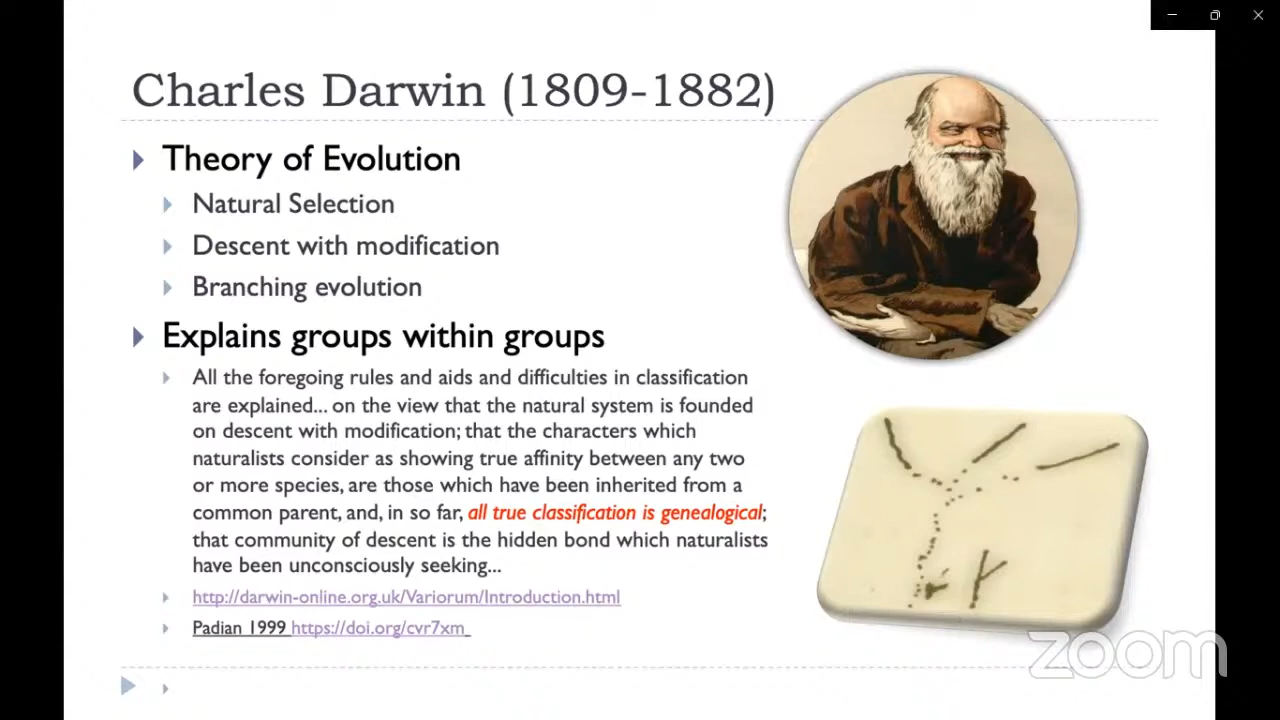 Charles Darwin (1809-1882)
Theory of Evolution
Natural Selection
Descent with modification
Branching evolution
Explains groups within groups
All the foregoing rules and aids and difficulties in classification
are explained... on the view that the natural system is founded
on descent with modification; that the characters which
naturalists consider as showing true affinity between any two
or more species, are those which have been inherited from a
common parent, and, in so far, all true classification is genealogical;
that community of descent is the hidden bond which naturalists
have been unconsciously seeking...
http://darwin-online.org.uk/Variorum/Introduction.html
Padian 1999 https://doi.org/cvr7xm
zoom